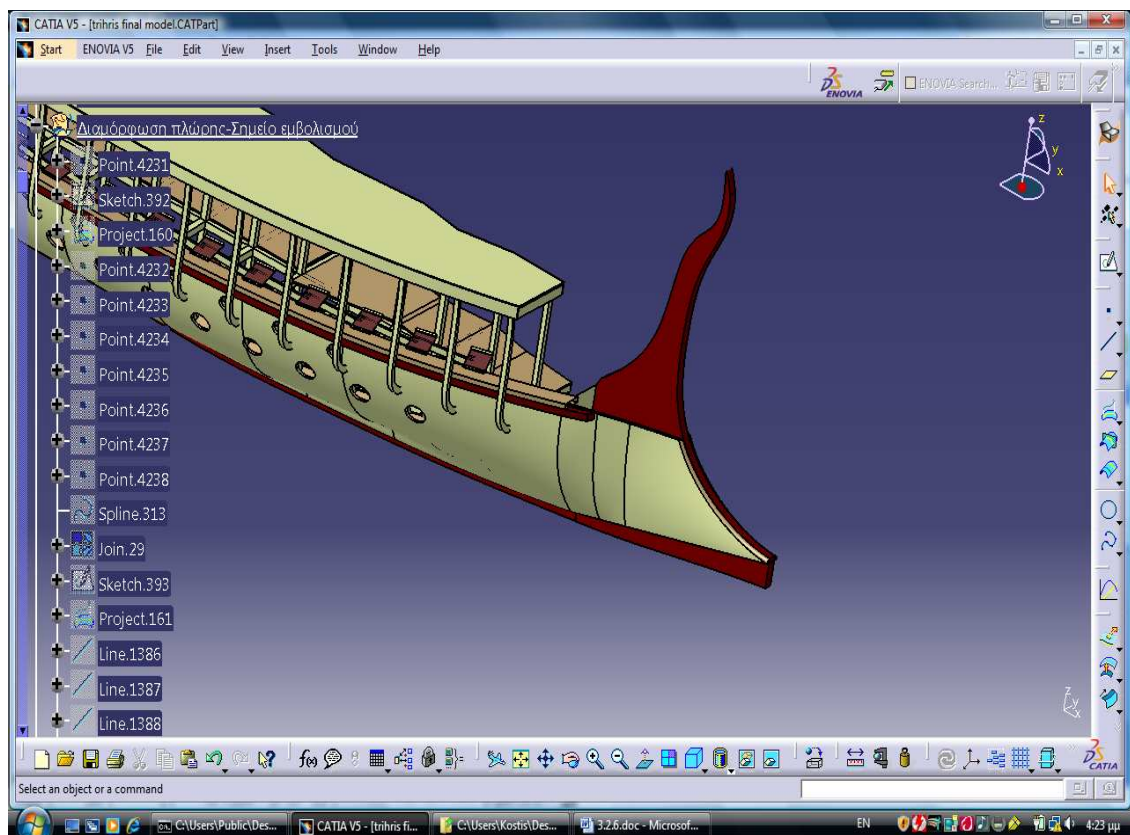 CATIA V5 - [trihris final model.CATPart]
Start ENOVIA V5 File Edit View Insert Tools Window Help
ENOVIA
ENOVIA Search...
Διαμόρφωση πλώρης-Σημείο εμβολισμού
Point.4231
Sketch.392
Project.160
Point.4232
Point.4233
Point.4234
Point.4235
Point.4236
Point.4237
Point.4238
Spline.313
Join.29
Sketch.393
Project.161
Line.1386
Line.1387
Line.1388
z
y
x
z
y
x
f(x)
CATIA
Select an object or a command
C:\Users\Public\Des...
CATIA V5 - [trihris fi...
C:\Users\Kostis\Des...
3.2.6.doc - Microsof...
EN
4:23 μμ